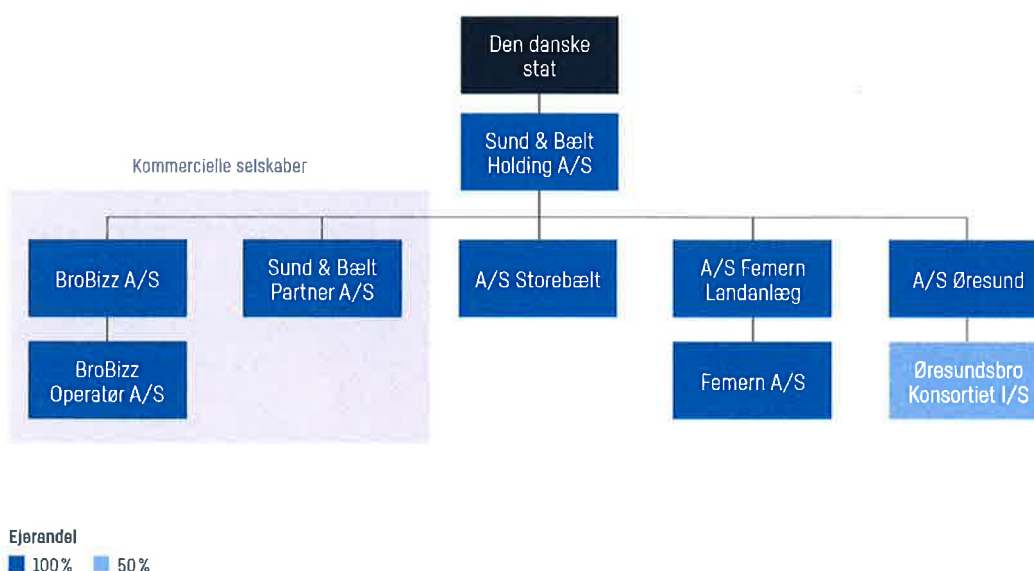 Den danske
stat
Sund & Bælt
Holding A/S
Kommercielle selskaber
BroBizz A/S
Sund & Bælt
Partner A/S
A/S Storebælt
A/S Femern
Landanlæg
A/S Øresund
BroBizz
Operatør A/S
Femern A/S
Øresundsbro
Konsortiet I/S
Ejerandel
100 %
50 %